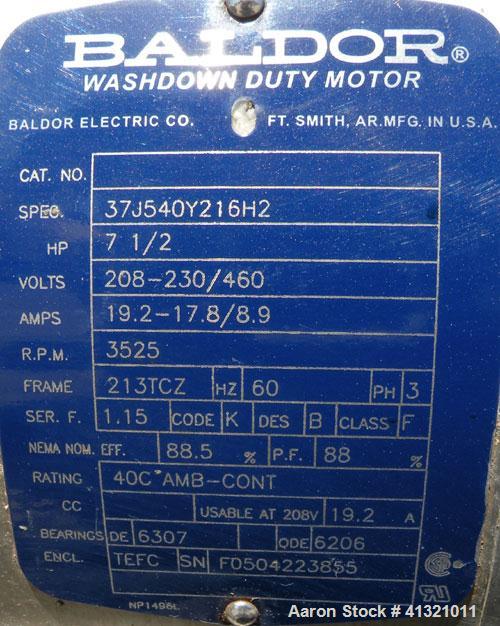 BALDOR®
WASHDOWN DUTY MOTOR
BALDOR ELECTRIC CO. FT. SMITH, AR. MFG. IN U.S.A.
CAT. NO.
SPEC. 37J540Y216H2
HP 7 1/2
VOLTS 208-230/460
AMPS 19.2-17.8/8.9
R.P.M. 3525
FRAME 213TCZ HZ 60 PH 3
SER. F. 1.15 CODE K DES B CLASS F
NEMA NOM. EFF. 88.5 % P.F. 88 %
RATING 40C AMB-CONT
CC USABLE AT 208V 19.2 A
BEARINGS DE 6307 ODE 6206
ENCL. TEFC SN F0504223855
NP1496L
Aaron Stock # 41321011